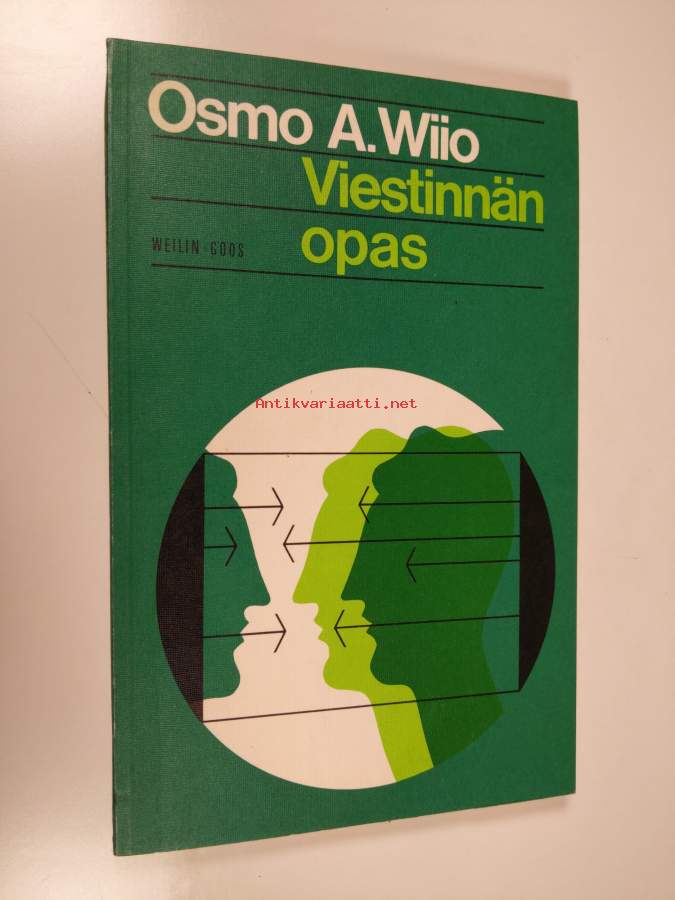 Osmo A. Wiio
Viestinnän
WEILIN+GÖÖS
opas
Antikvariaatti.net